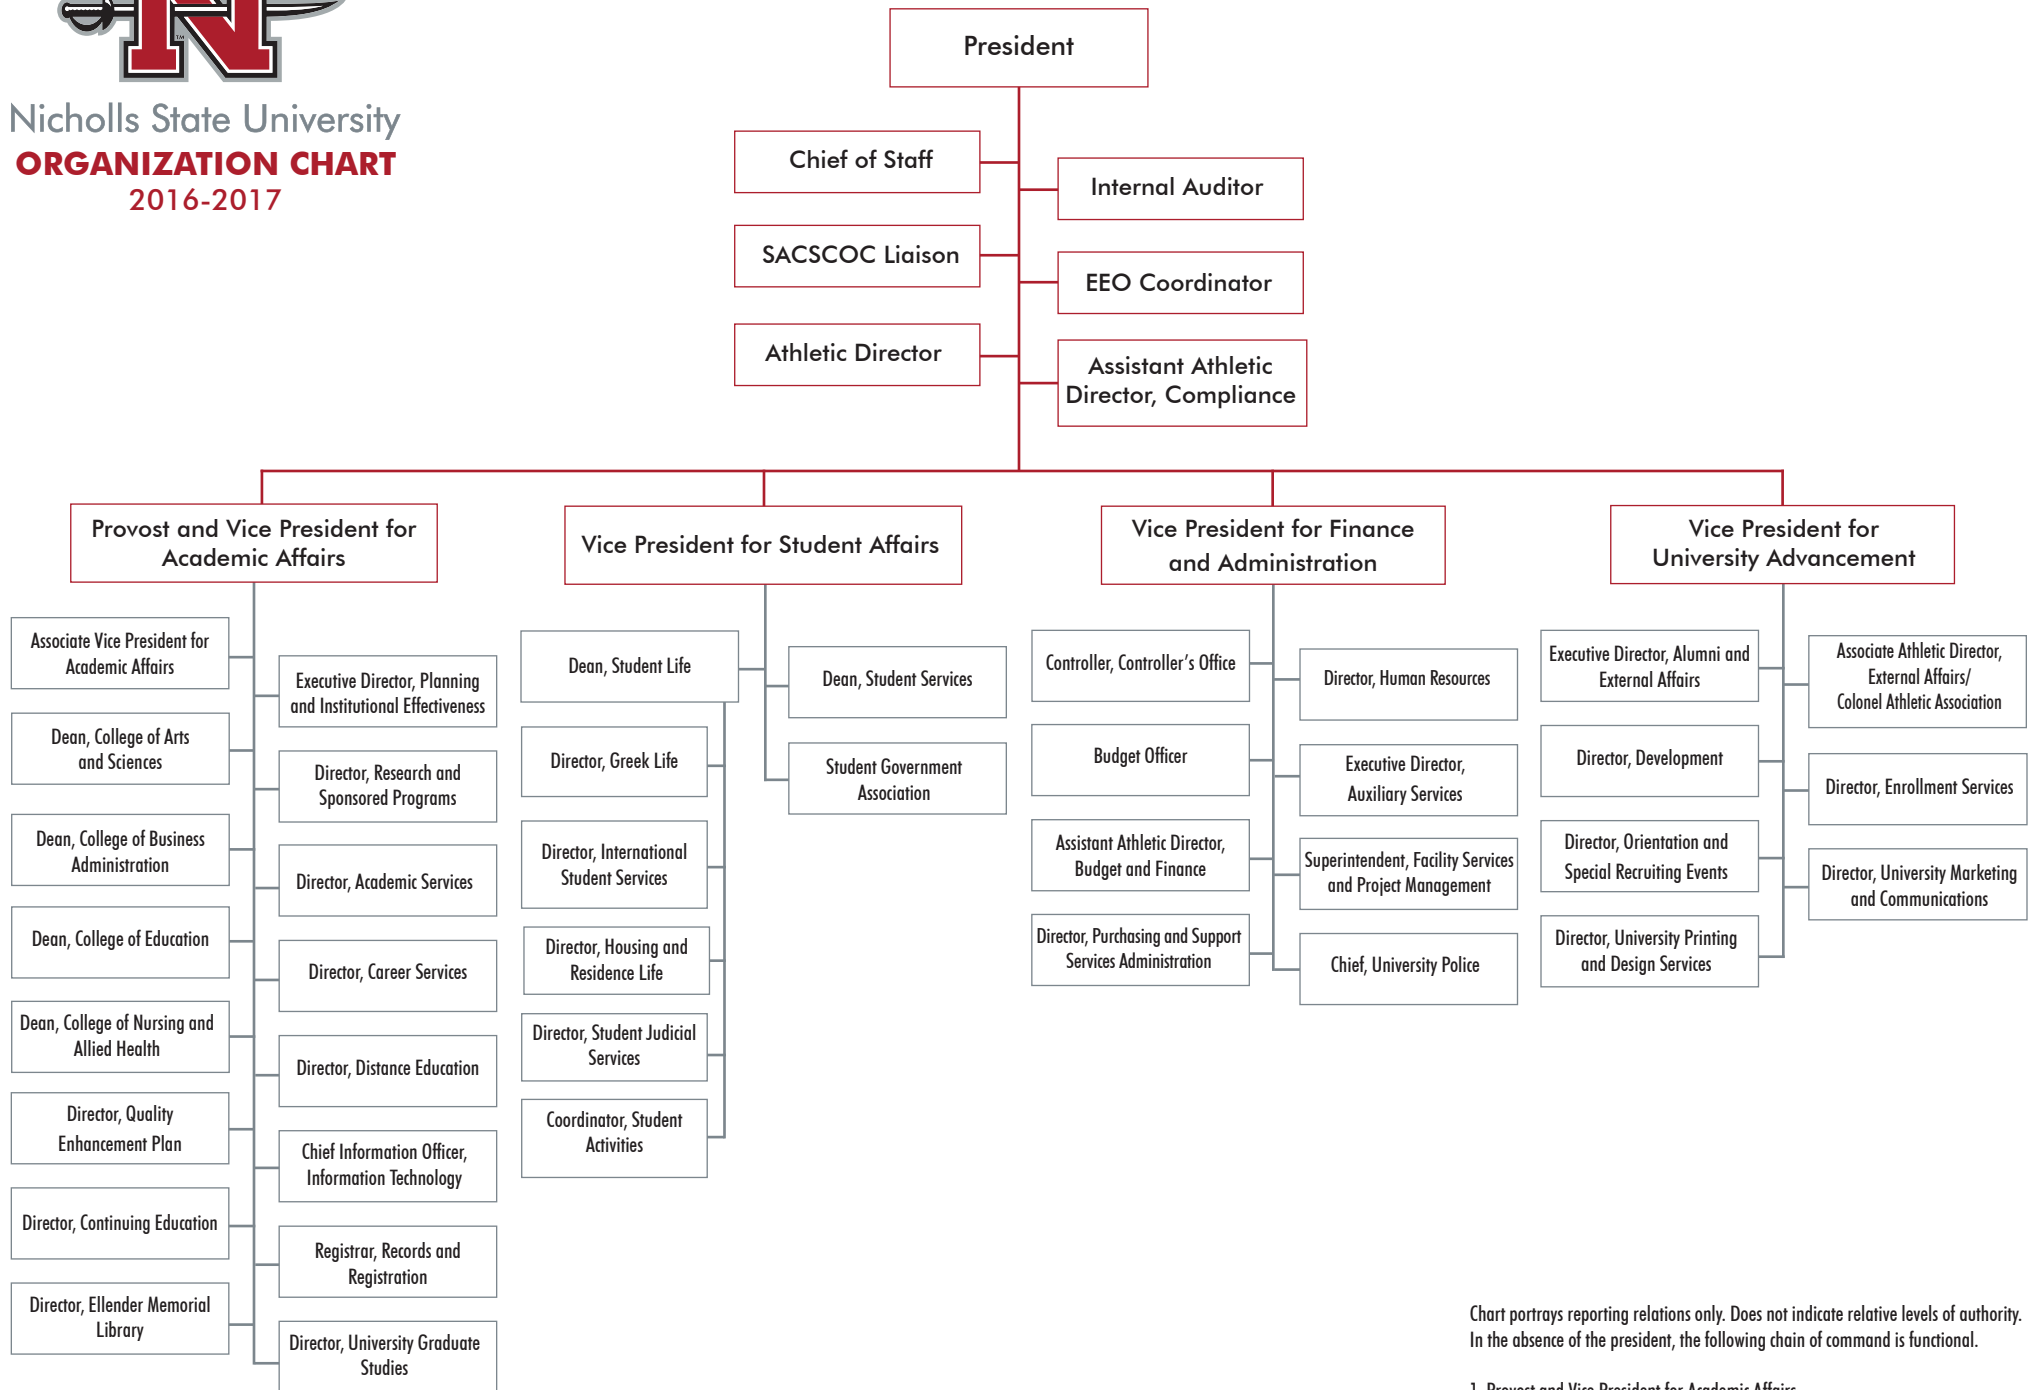 Nicholls State University
ORGANIZATION CHART
2016-2017
President
Chief of Staff
Internal Auditor
SACSCOC Liaison
EEO Coordinator
Athletic Director
Assistant Athletic
Director, Compliance
Provost and Vice President for
Academic Affairs
Associate Vice President for
Academic Affairs
Executive Director, Planning
and Institutional Effectiveness
Dean, College of Arts
and Sciences
Director, Research and
Sponsored Programs
Dean, College of Business
Administration
Director, Academic Services
Dean, College of Education
Director, Career Services
Dean, College of Nursing and
Allied Health
Director, Distance Education
Director, Quality
Enhancement Plan
Chief Information Officer,
Information Technology
Director, Continuing Education
Registrar, Records and
Registration
Director, Ellender Memorial
Library
Director, University Graduate
Studies
Vice President for Student Affairs
Dean, Student Life
Dean, Student Services
Director, Greek Life
Student Government
Association
Director, International
Student Services
Director, Housing and
Residence Life
Director, Student Judicial
Services
Coordinator, Student
Activities
Vice President for Finance
and Administration
Controller, Controller's Office
Director, Human Resources
Budget Officer
Executive Director,
Auxiliary Services
Assistant Athletic Director,
Budget and Finance
Superintendent, Facility Services
and Project Management
Director, Purchasing and Support
Services Administration
Chief, University Police
Vice President for
University Advancement
Executive Director, Alumni and
External Affairs
Associate Athletic Director,
External Affairs/
Colonel Athletic Association
Director, Development
Director, Enrollment Services
Director, Orientation and
Special Recruiting Events
Director, University Marketing
and Communications
Director, University Printing
and Design Services
Chart portrays reporting relations only. Does not indicate relative levels of authority.
In the absence of the president, the following chain of command is functional.
1. Provost and Vice President for Academic Affairs